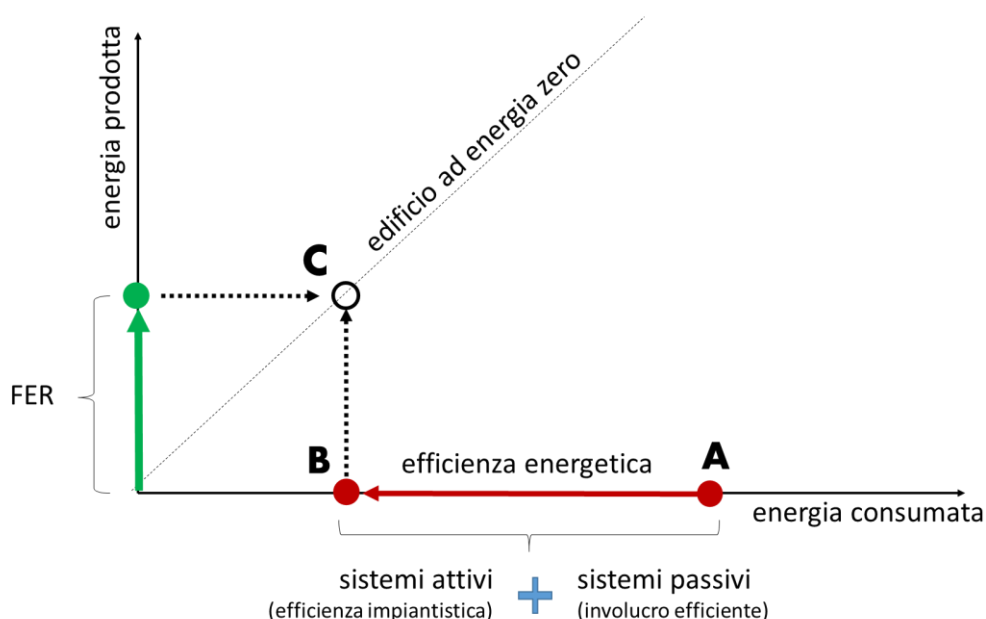 energia prodotta
edificio ad energia zero
C
FER
B
efficienza energetica
A
energia consumata
sistemi attivi
(efficienza impiantistica)
sistemi passivi
(involucro efficiente)